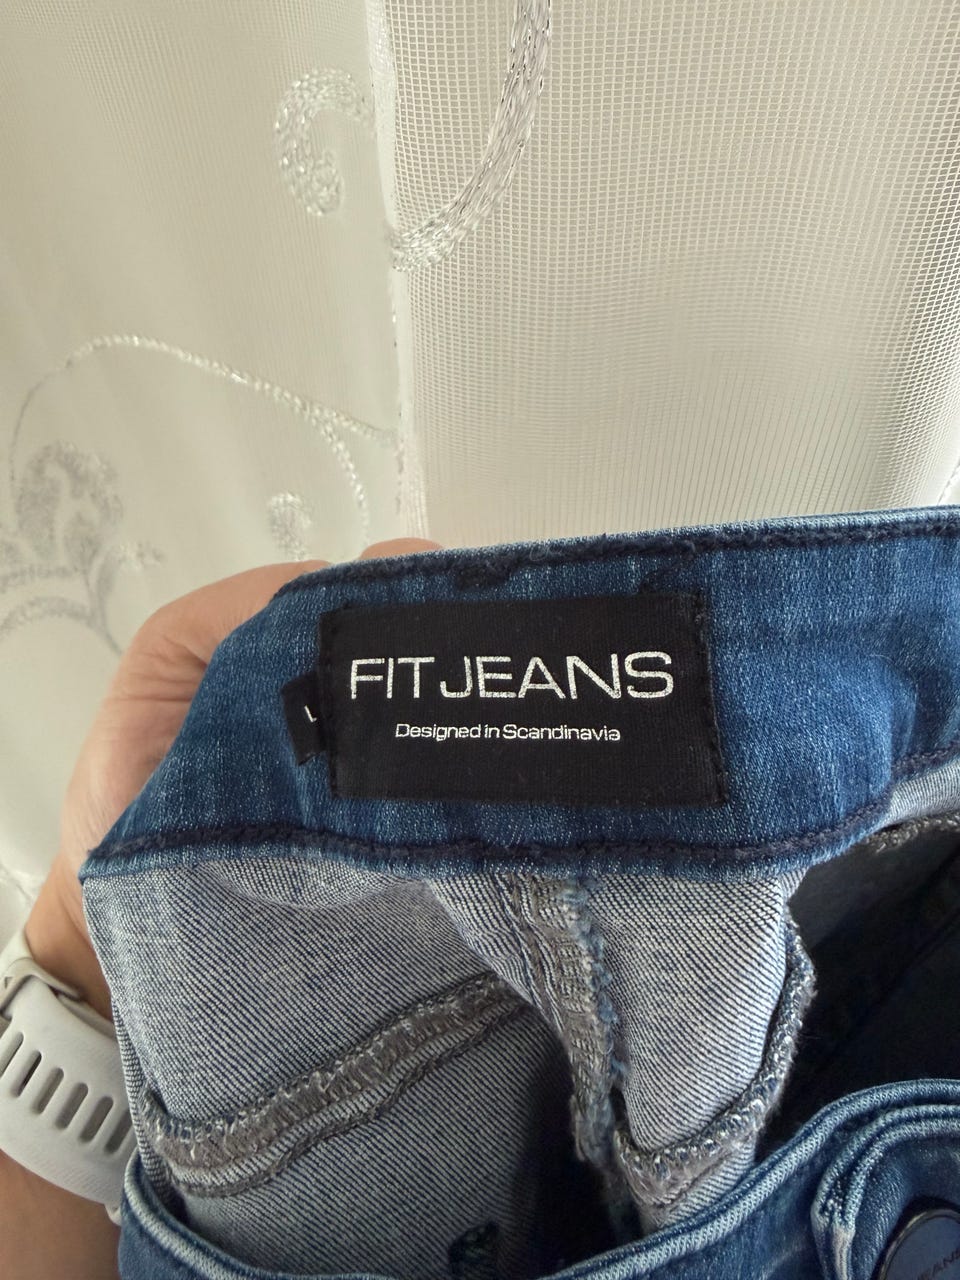 FITJEANS
L
Designed in Scandinavia